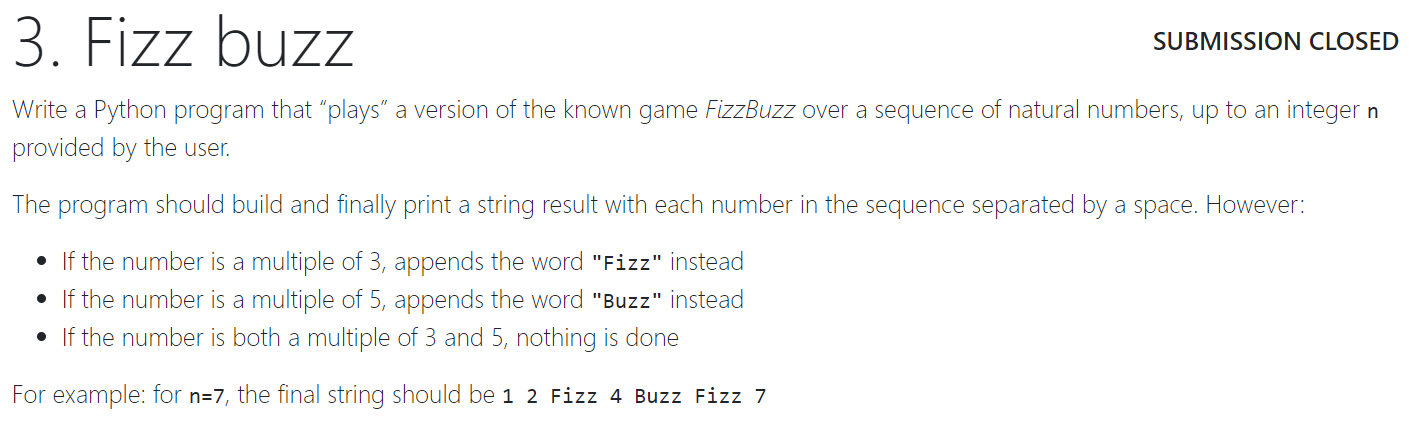 3. Fizz buzz
SUBMISSION CLOSED
Write a Python program that “plays” a version of the known game FizzBuzz over a sequence of natural numbers, up to an integer n
provided by the user.
The program should build and finally print a string result with each number in the sequence separated by a space. However:
• If the number is a multiple of 3, appends the word "Fizz" instead
• If the number is a multiple of 5, appends the word "Buzz" instead
• If the number is both a multiple of 3 and 5, nothing is done
For example: for n=7, the final string should be 1 2 Fizz 4 Buzz Fizz 7